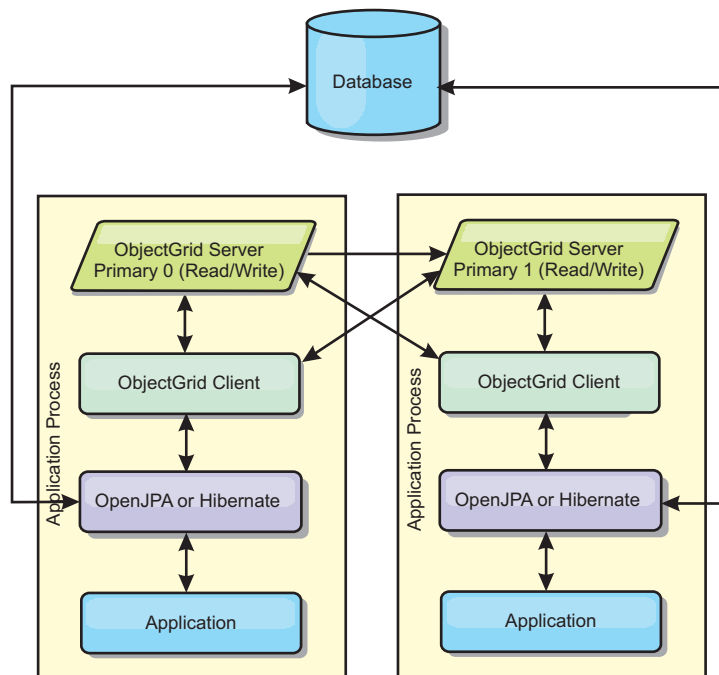 Database
Application Process
ObjectGrid Server
Primary 0 (Read/Write)
ObjectGrid Client
OpenJPA or Hibernate
Application
Application Process
ObjectGrid Server
Primary 1 (Read/Write)
ObjectGrid Client
OpenJPA or Hibernate
Application